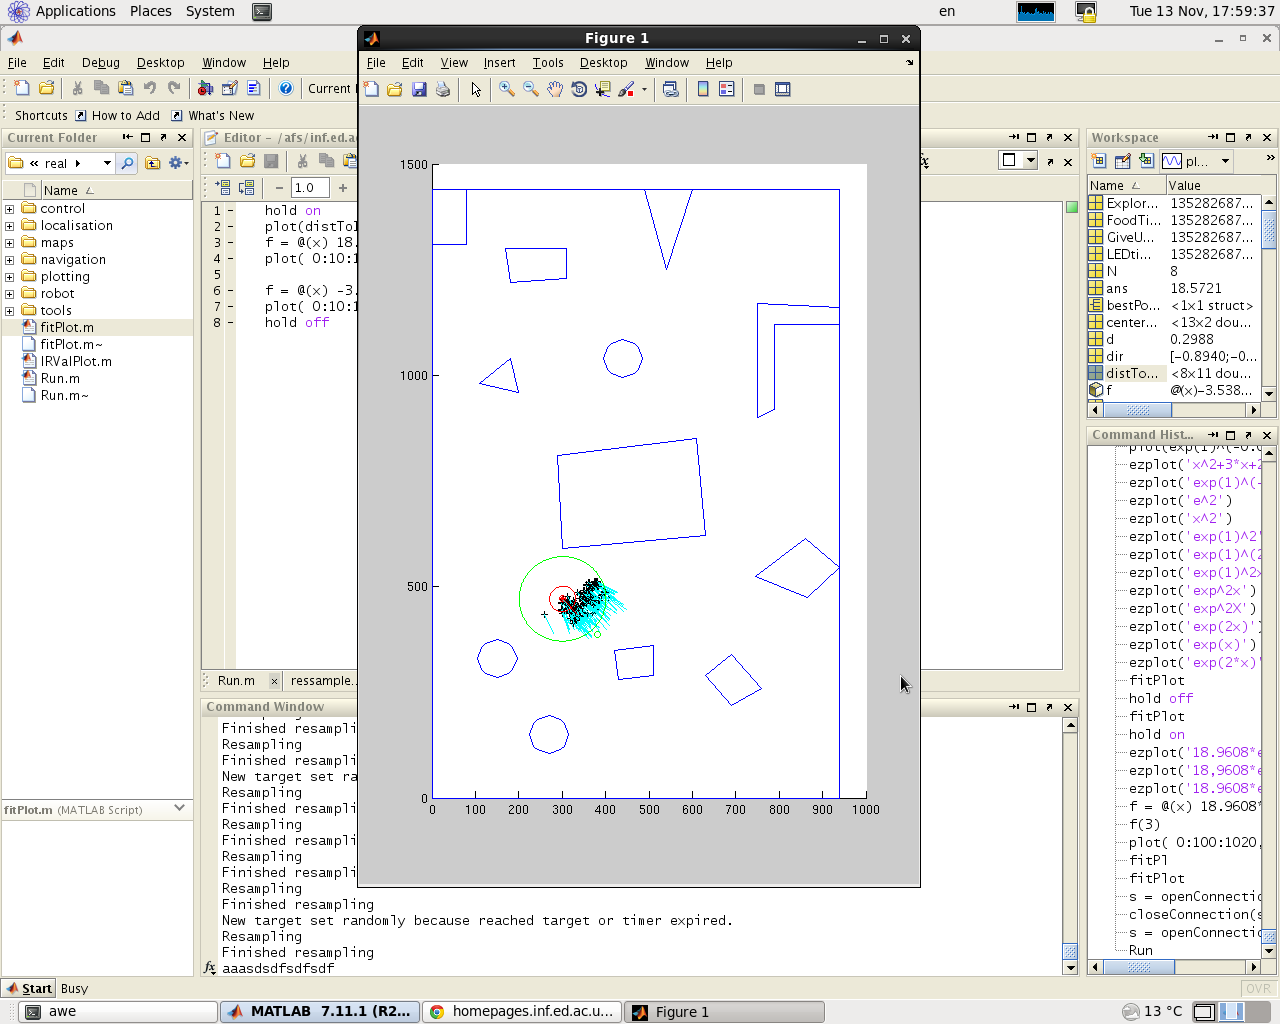 Applications Places System en Tue 13 Nov, 17:59:37
Figure 1
File Edit Debug Desktop Window Help
File Edit View Insert Tools Desktop Window Help
Current
Shortcuts How to Add What's New
Current Folder
Editor - /afs/inf.ed.a
Workspace
« real
pl...
Name
1.0
Name Value
control
localisation
maps
navigation
plotting
robot
tools
fitPlot.m
fitPlot.m~
IRValPlot.m
Run.m
Run.m~
1 - hold on
2 - plot(distTo
3 - f = @(x) 18.
4 - plot( 0:10:1
5
6 - f = @(x) -3.
7 - plot( 0:10:1
8 - hold off
1500
1000
500
0
0 100 200 300 400 500 600 700 800 900 1000
Explor... 135282687...
FoodTi... 135282687...
GiveU... 135282687...
LEDti... 135282687...
N 8
ans 18.5721
bestPo... <1x1 struct>
center... <13x2 dou...
d 0.2988
dir [-0.8940;-0...
distTo... <8x11 dou...
f @(x)-3.538...
Command Hist...
plot(exp(1)^(-0.0
ezplot('x^2+3*x+2
ezplot('exp(1)^(-
ezplot('e^2')
ezplot('x^2')
ezplot('exp(1)^2'
ezplot('exp(1)^(2
ezplot('exp(1)^2x
ezplot('exp^2x')
ezplot('exp^2X')
ezplot('exp(2x)')
ezplot('exp(x)')
ezplot('exp(2*x)'
fitPlot
hold off
fitPlot
hold on
ezplot('18.9608*e
ezplot('18,9608*e
ezplot('18.9608*e
f = @(x) 18.9608*
f(3)
plot( 0:100:1020,
fitPl
fitPlot
s = openConnectio
closeConnection(s
s = openConnectio
Run
Run.m × ressample.
Command Window
Finished resampli
Resampling
Finished resampli
New target set ra
Resampling
Finished resampli
Resampling
Finished resampli
Resampling
Finished resampli
Resampling
Finished resampling
New target set randomly because reached target or timer expired.
Resampling
Finished resampling
fx aaasdsdfsdfsdf
fitPlot.m (MATLAB Script)
Start Busy OVR
awe MATLAB 7.11.1 (R2... homepages.inf.ed.ac.u... Figure 1 13 °C